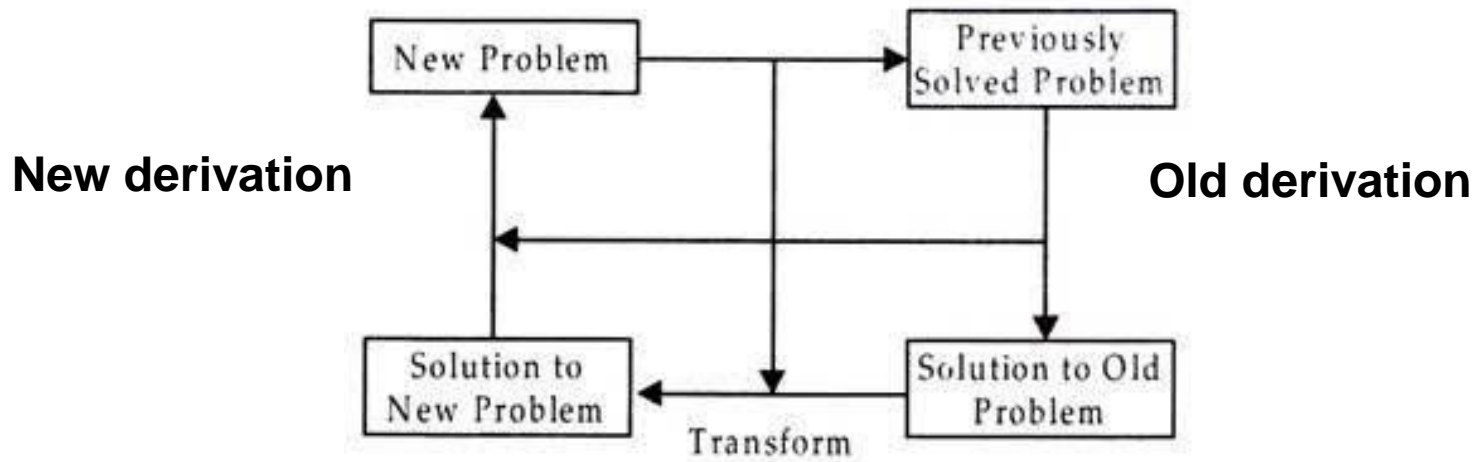 New Problem
Previously
Solved Problem
New derivation
Old derivation
Solution to
New Problem
Solution to Old
Problem
Transform